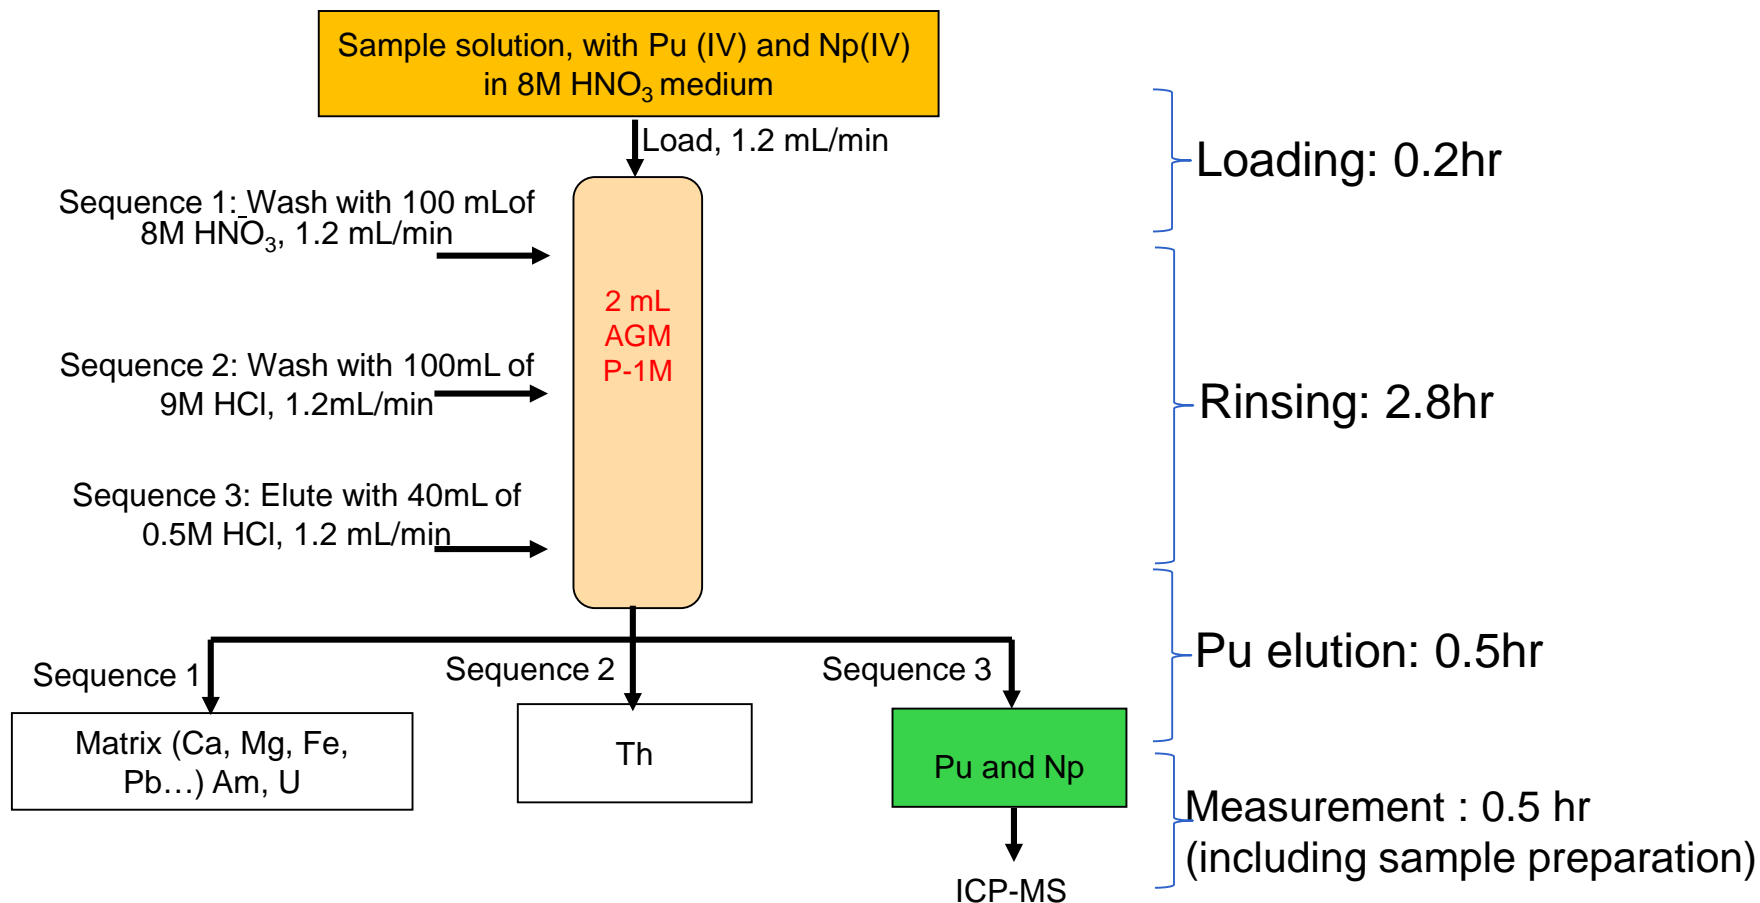 Sample solution, with Pu (IV) and Np(IV)
in 8M HNO₃ medium
Load, 1.2 mL/min
Loading: 0.2hr
Sequence 1: Wash with 100 mLof
8M HNO₃, 1.2 mL/min
2 mL
AGM
P-1M
Sequence 2: Wash with 100mL of
9M HCl, 1.2mL/min
Rinsing: 2.8hr
Sequence 3: Elute with 40mL of
0.5M HCl, 1.2 mL/min
Pu elution: 0.5hr
Sequence 1
Sequence 2
Sequence 3
Matrix (Ca, Mg, Fe,
Pb…) Am, U
Th
Pu and Np
Measurement : 0.5 hr
(including sample preparation)
ICP-MS